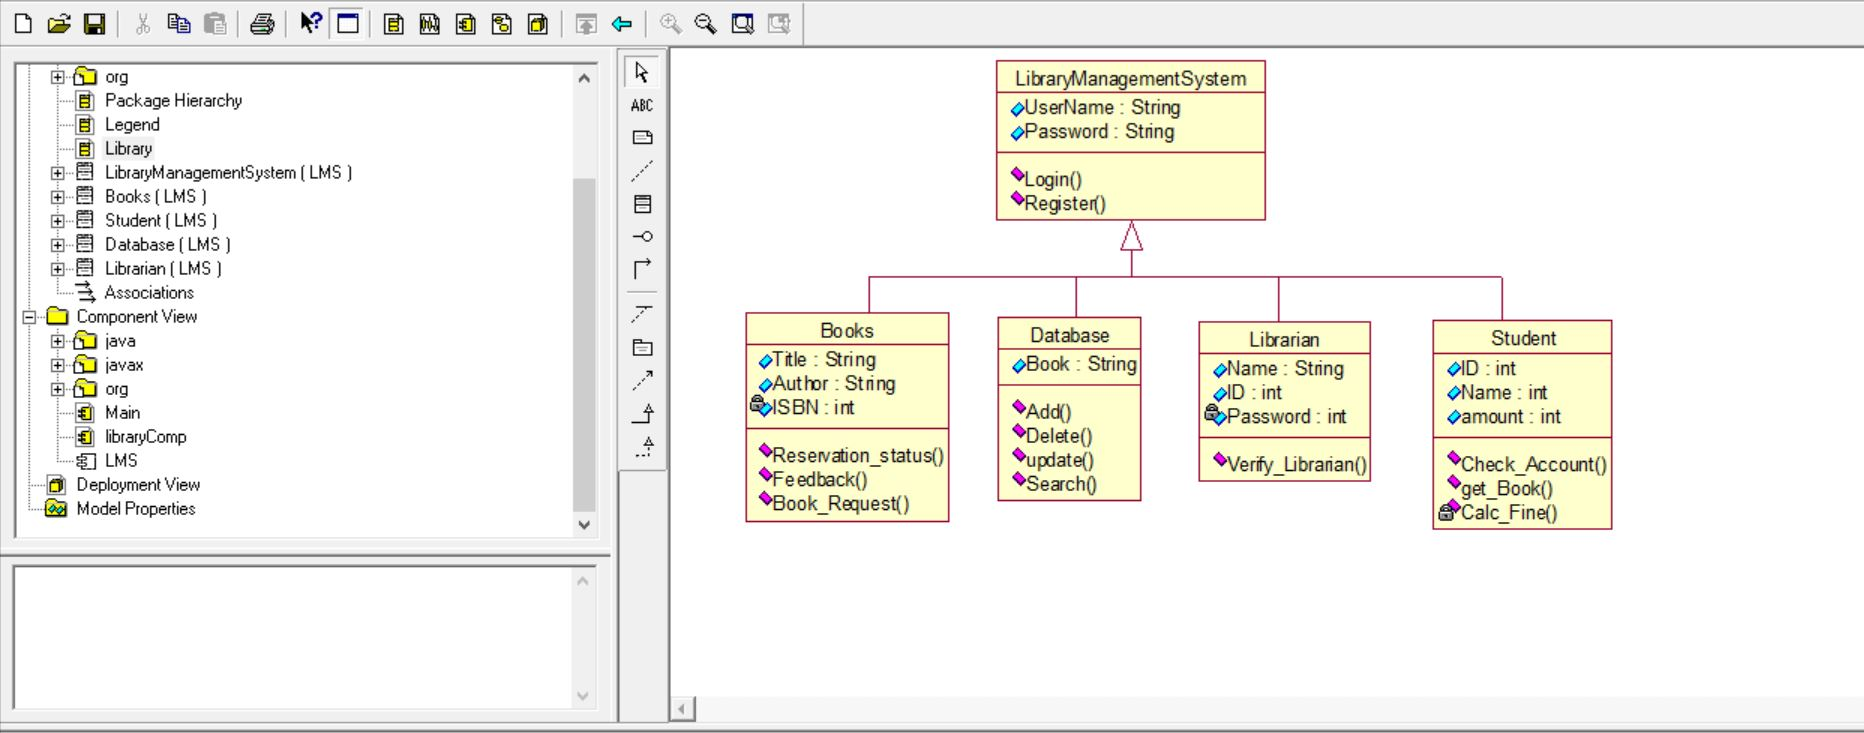 org
Package Hierarchy
Legend
Library
LibraryManagementSystem ( LMS )
Books ( LMS )
Student ( LMS )
Database ( LMS )
Librarian ( LMS )
Associations
Component View
java
javax
org
Main
libraryComp
LMS
Deployment View
Model Properties
ABC
LibraryManagementSystem
UserName : String
Password : String
Login()
Register()
Books
Title : String
Author : String
ISBN : int
Reservation_status()
Feedback()
Book_Request()
Database
Book : String
Add()
Delete()
update()
Search()
Librarian
Name : String
ID : int
Password : int
Verify_Librarian()
Student
ID : int
Name : int
amount : int
Check_Account()
get_Book()
Calc_Fine()